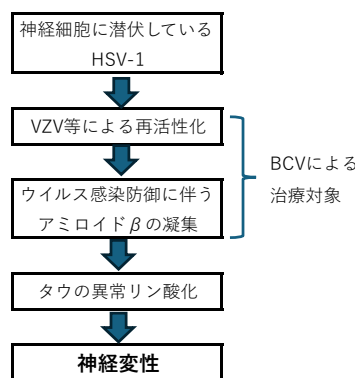 神経細胞に潜伏している
HSV-1
VZV等による再活性化
ウイルス感染防御に伴う
アミロイドβの凝集
BCVによる
治療対象
タウの異常リン酸化
神経変性